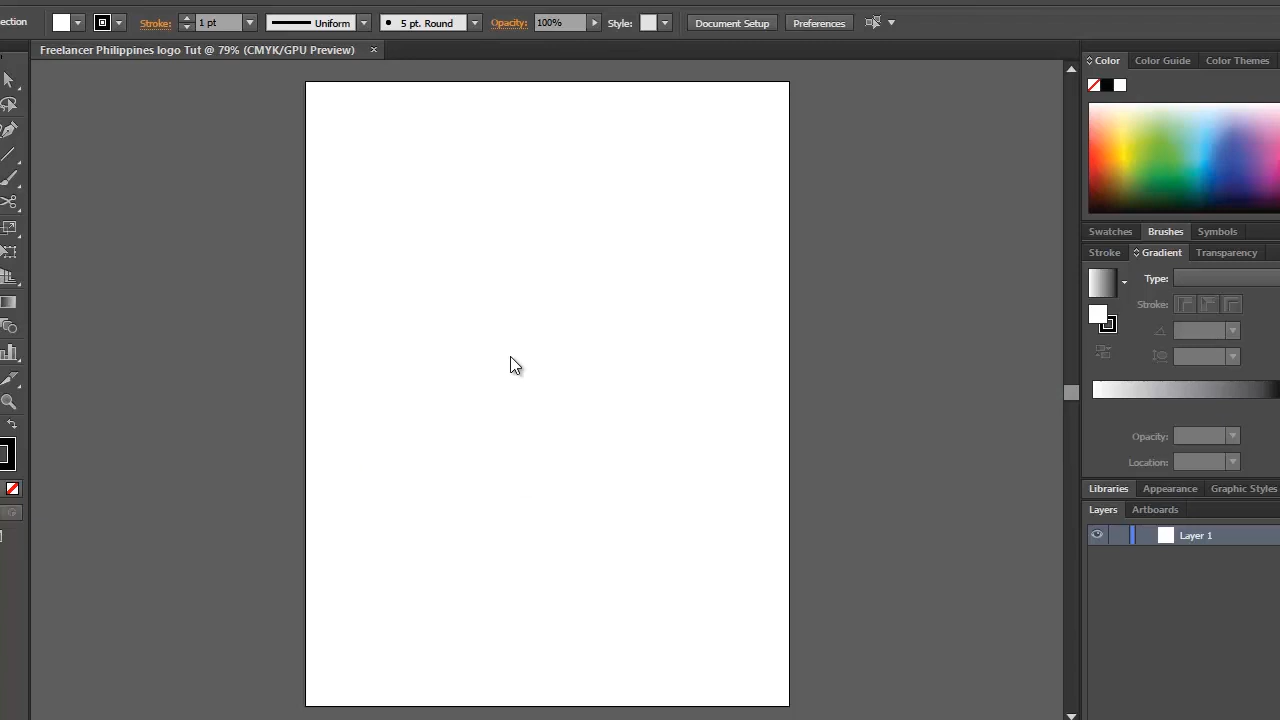 ection Stroke: 1 pt Uniform 5 pt. Round Opacity: 100% Style: Document Setup Preferences
Freelancer Philippines logo Tut @ 79% (CMYK/GPU Preview) ×
Color Color Guide Color Themes
Swatches Brushes Symbols
Stroke Gradient Transparency
Type:
Stroke:
Opacity:
Location:
Libraries Appearance Graphic Styles
Layers Artboards
Layer 1